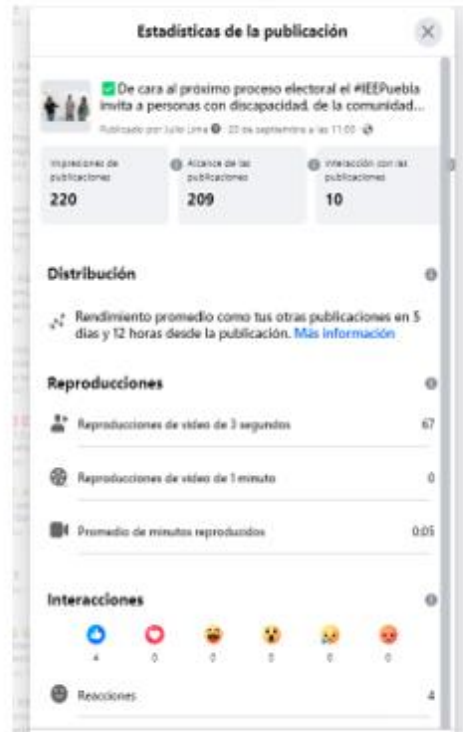 Estadísticas de la publicación
De cara al próximo proceso electoral el #IEEPuebla
invita a personas con discapacidad, de la comunidad...
Publicado por Julio Lima · 20 de septiembre a las 11:00 ·
Impresiones de publicaciones
220
Alcance de las publicaciones
209
Interacción con las publicaciones
10
Distribución
Rendimiento promedio como tus otras publicaciones en 5
días y 12 horas desde la publicación. Más información
Reproducciones
Reproducciones de video de 3 segundos 67
Reproducciones de video de 1 minuto 0
Promedio de minutos reproducidos 0:05
Interacciones
4 0 0 0 0 0
Reacciones 4